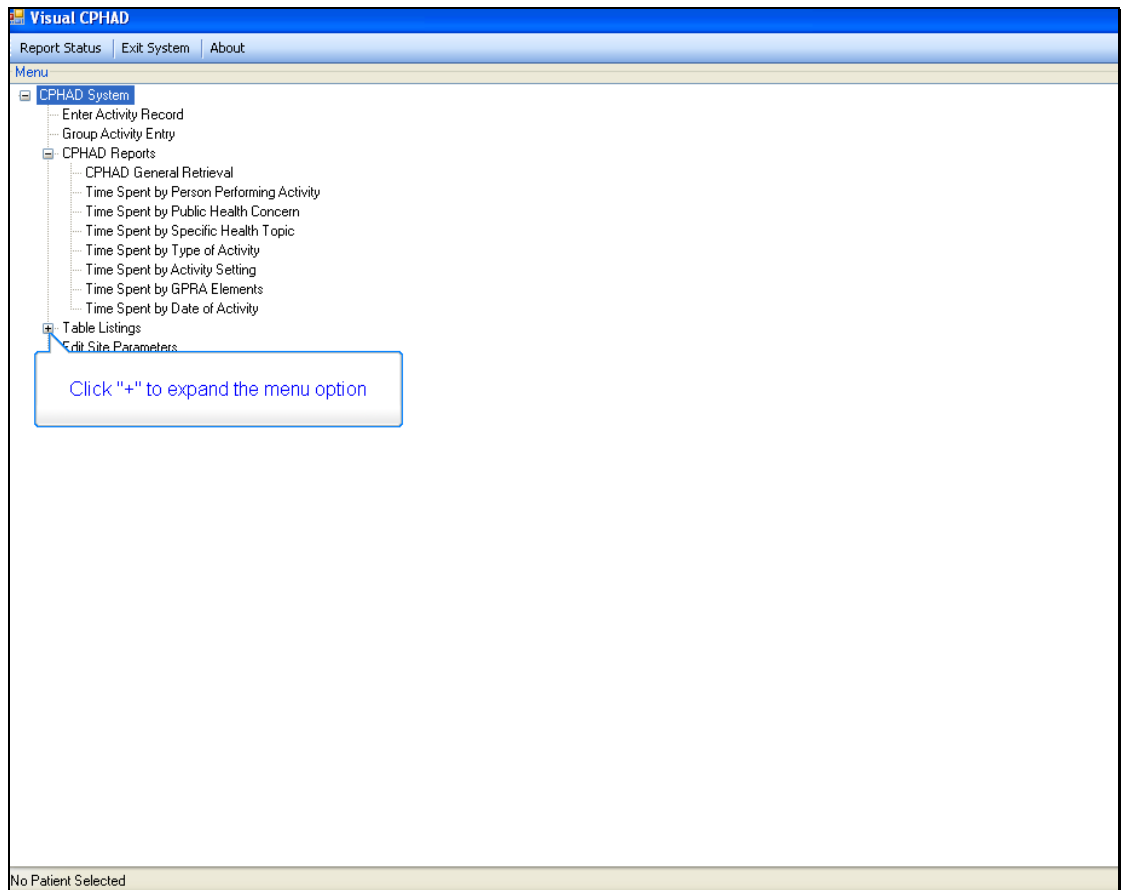 Visual CPHAD
Report Status Exit System About
Menu
CPHAD System
Enter Activity Record
Group Activity Entry
CPHAD Reports
CPHAD General Retrieval
Time Spent by Person Performing Activity
Time Spent by Public Health Concern
Time Spent by Specific Health Topic
Time Spent by Type of Activity
Time Spent by Activity Setting
Time Spent by GPRA Elements
Time Spent by Date of Activity
Table Listings
Edit Site Parameters
Click "+" to expand the menu option
No Patient Selected